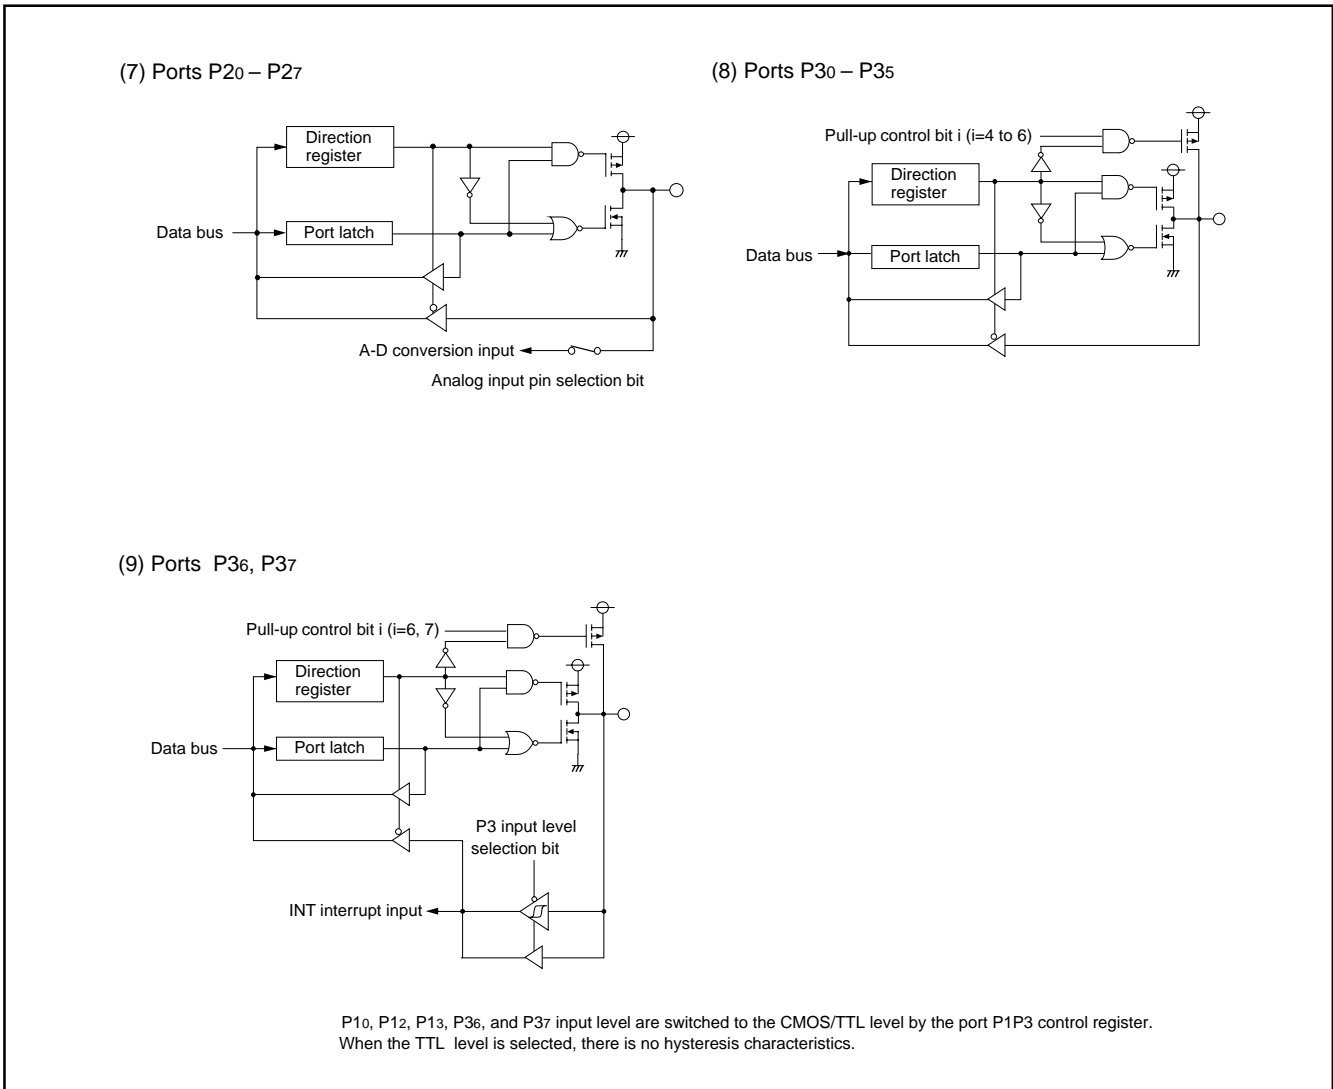 (7) Ports P20 – P27
Direction
register
Data bus
Port latch
A-D conversion input
Analog input pin selection bit
(8) Ports P30 – P35
Pull-up control bit i (i=4 to 6)
Direction
register
Data bus
Port latch
(9) Ports P36, P37
Pull-up control bit i (i=6, 7)
Direction
register
Data bus
Port latch
P3 input level
selection bit
INT interrupt input
P10, P12, P13, P36, and P37 input level are switched to the CMOS/TTL level by the port P1P3 control register.
When the TTL level is selected, there is no hysteresis characteristics.